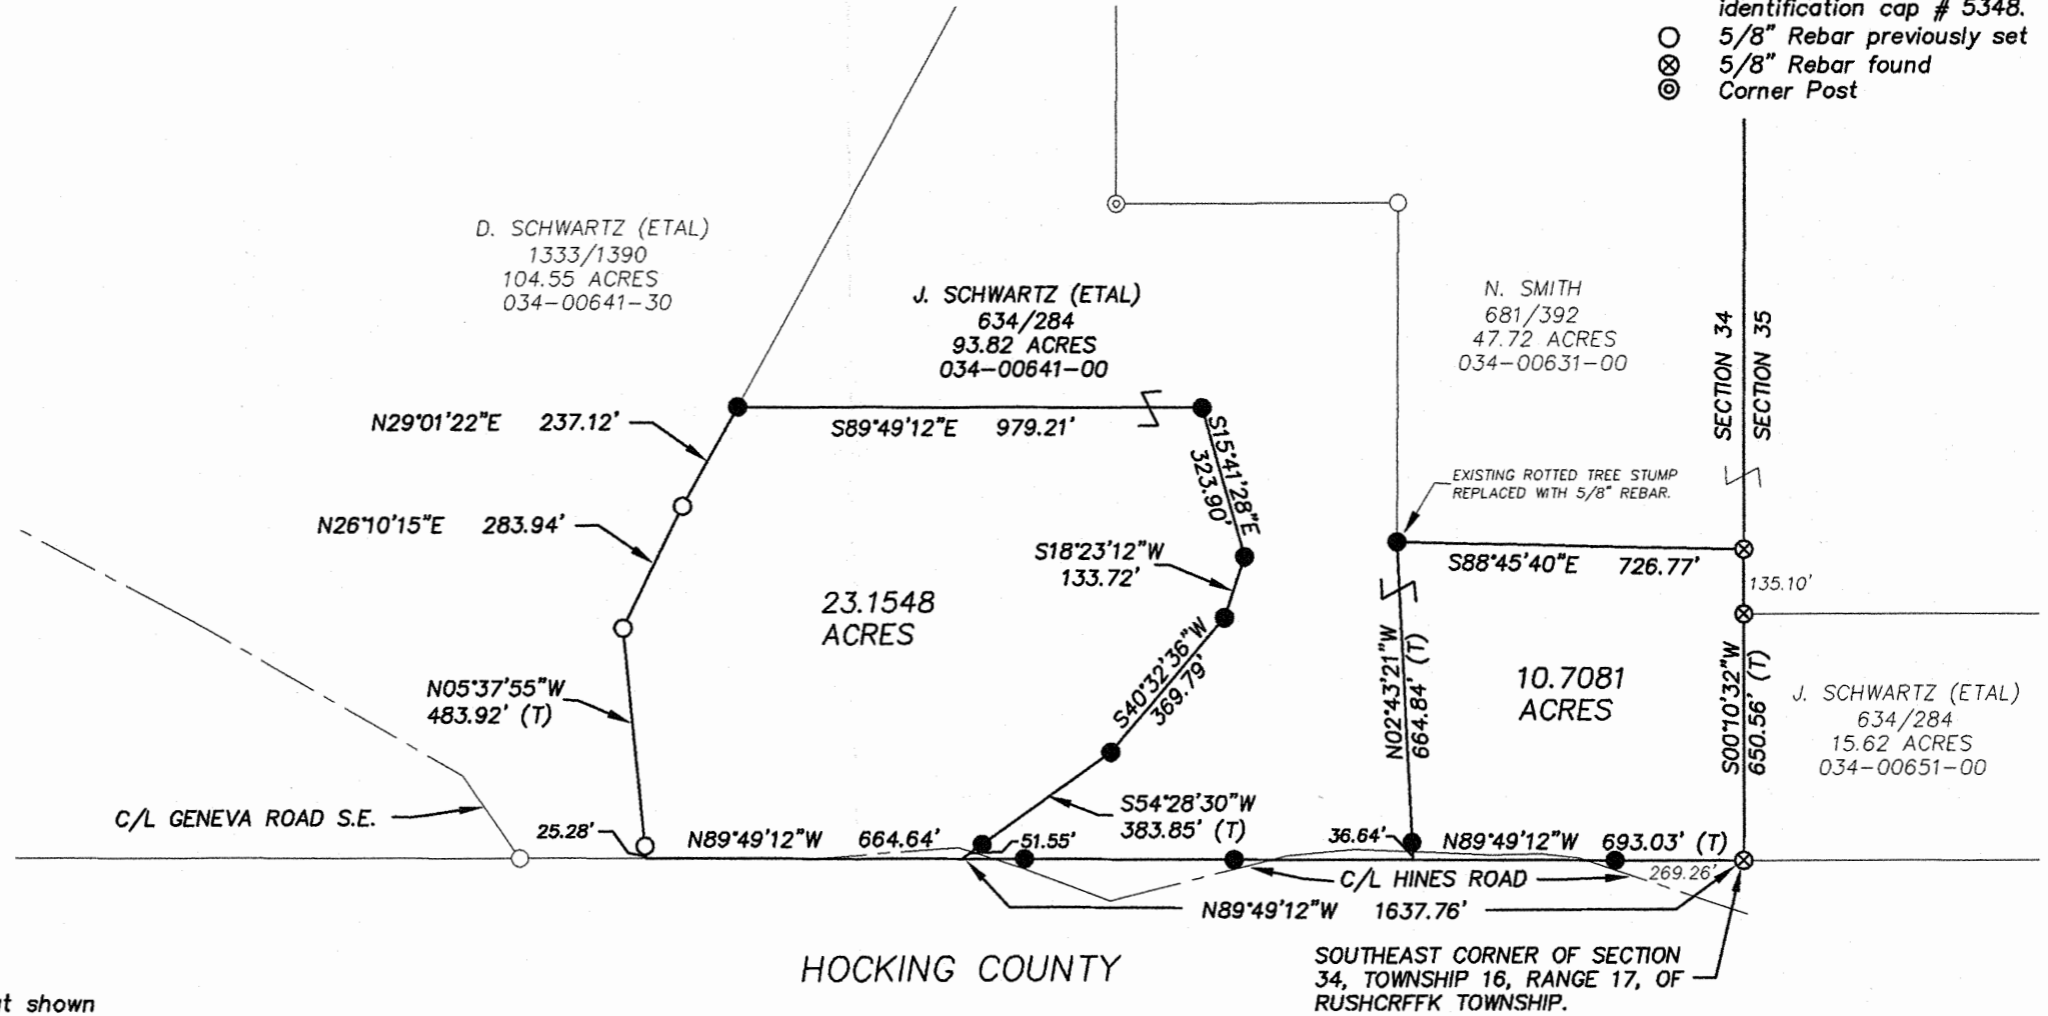 identification cap # 5348.
5/8" Rebar previously set
5/8" Rebar found
Corner Post
D. SCHWARTZ (ETAL)
1333/1390
104.55 ACRES
034-00641-30
J. SCHWARTZ (ETAL)
634/284
93.82 ACRES
034-00641-00
N. SMITH
681/392
47.72 ACRES
034-00631-00
SECTION 34
SECTION 35
N29°01'22"E 237.12'
S89°49'12"E 979.21'
S15°41'28"E
323.90'
EXISTING ROTTED TREE STUMP
REPLACED WITH 5/8" REBAR.
N26°10'15"E 283.94'
S18°23'12"W
133.72'
S88°45'40"E 726.77'
135.10'
23.1548
ACRES
S40°32'36"W
369.79'
N02°43'21"W
664.84' (T)
10.7081
ACRES
S00°10'32"W
650.56' (T)
J. SCHWARTZ (ETAL)
634/284
15.62 ACRES
034-00651-00
N05°37'55"W
483.92' (T)
C/L GENEVA ROAD S.E.
25.28'
N89°49'12"W 664.64'
51.55'
S54°28'30"W
383.85' (T)
36.64'
N89°49'12"W 693.03' (T)
C/L HINES ROAD
269.26'
N89°49'12"W 1637.76'
HOCKING COUNTY
SOUTHEAST CORNER OF SECTION
34, TOWNSHIP 16, RANGE 17, OF
RUSHCRFFK TOWNSHIP.
t shown